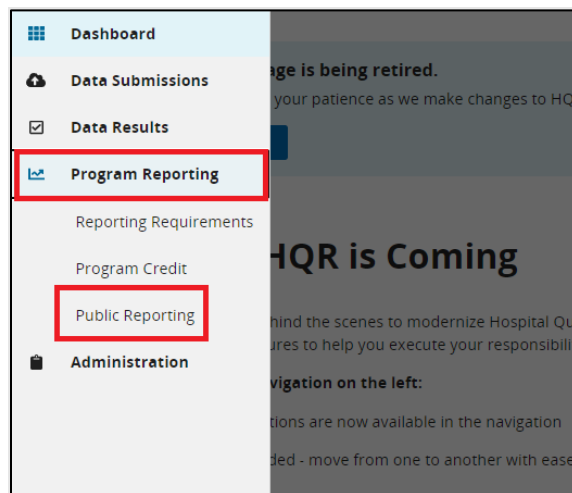 Dashboard
Data Submissions
Data Results
Program Reporting
Reporting Requirements
Program Credit
Public Reporting
Administration
age is being retired.
your patience as we make changes to HQ
HQR is Coming
hind the scenes to modernize Hospital Qu
ures to help you execute your responsibili
vigation on the left:
tions are now available in the navigation
ded - move from one to another with ease